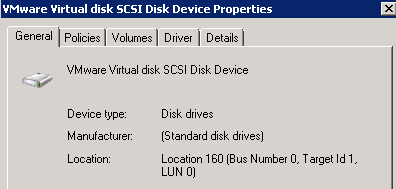 VMware Virtual disk SCSI Disk Device Properties
General Policies Volumes Driver Details
VMware Virtual disk SCSI Disk Device
Device type: Disk drives
Manufacturer: (Standard disk drives)
Location: Location 160 (Bus Number 0, Target Id 1,
LUN 0)